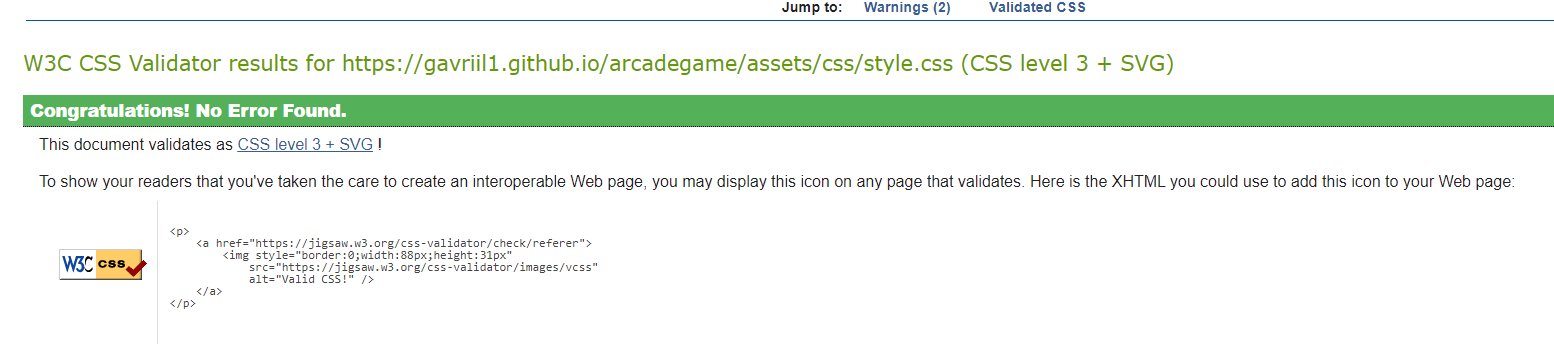 Jump to: Warnings (2) Validated CSS
W3C CSS Validator results for https://gavriil1.github.io/arcadegame/assets/css/style.css (CSS level 3 + SVG)
Congratulations! No Error Found.
This document validates as CSS level 3 + SVG !
To show your readers that you've taken the care to create an interoperable Web page, you may display this icon on any page that validates. Here is the XHTML you could use to add this icon to your Web page:
W3C css
<p>
<a href="https://jigsaw.w3.org/css-validator/check/referer">
<img style="border:0;width:88px;height:31px"
src="https://jigsaw.w3.org/css-validator/images/vcss"
alt="Valid CSS!" />
</a>
</p>